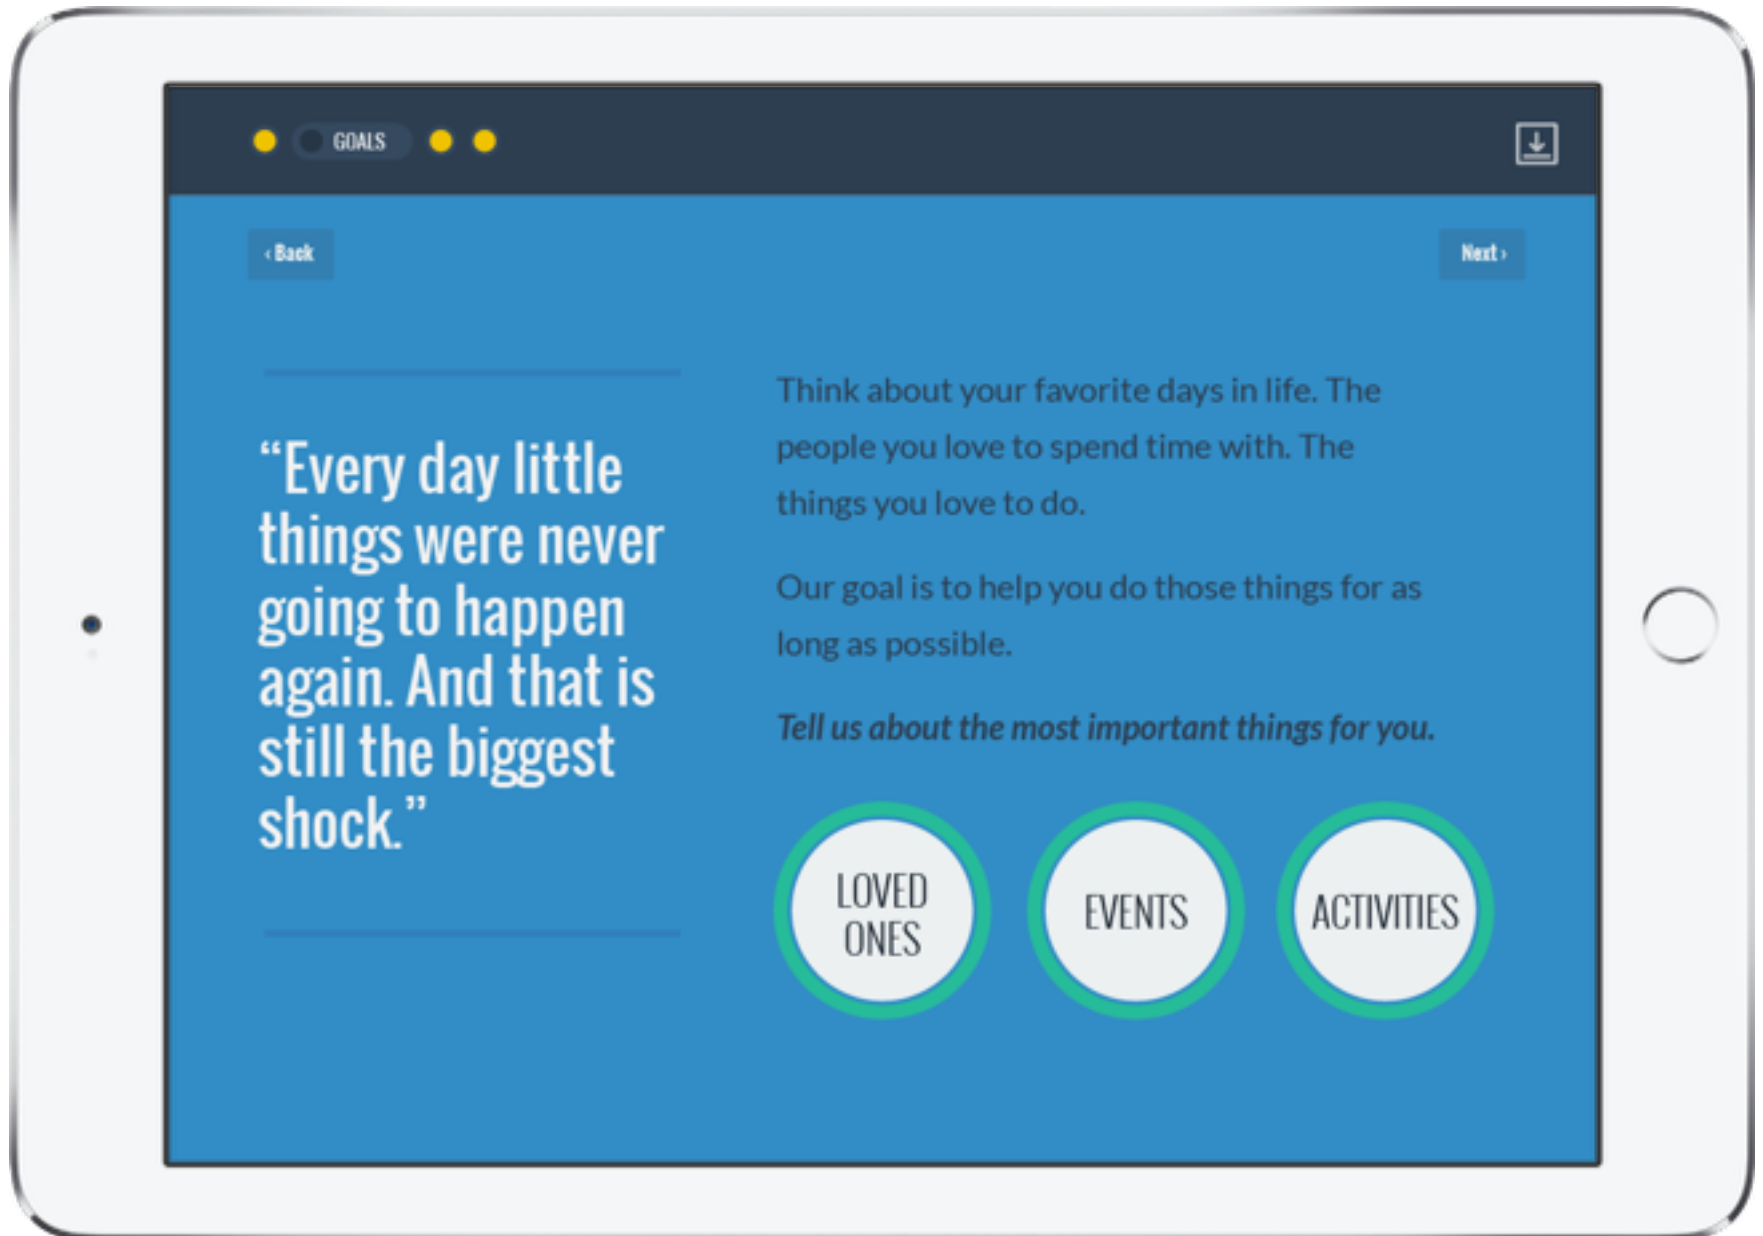 GOALS
‹ Back
Next ›
“Every day little
things were never
going to happen
again. And that is
still the biggest
shock.”
Think about your favorite days in life. The
people you love to spend time with. The
things you love to do.
Our goal is to help you do those things for as
long as possible.
Tell us about the most important things for you.
LOVED
ONES
EVENTS
ACTIVITIES